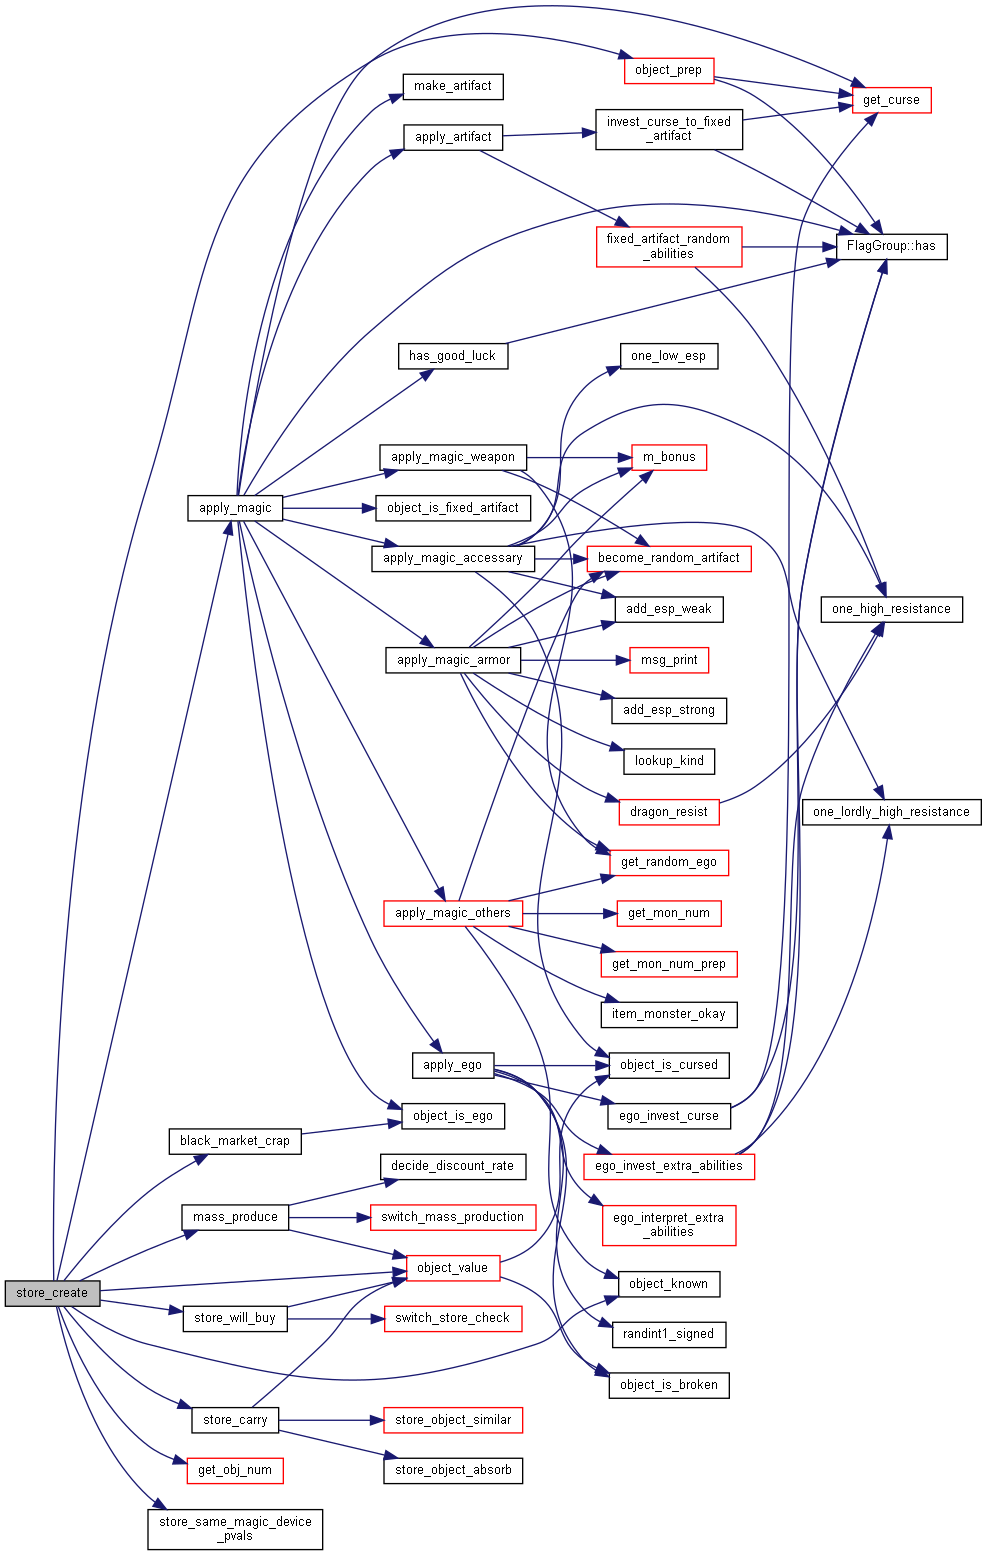 object_prep
get_curse
make_artifact
invest_curse_to_fixed
_artifact
apply_artifact
fixed_artifact_random
_abilities
FlagGroup::has
has_good_luck
one_low_esp
apply_magic_weapon
m_bonus
apply_magic
object_is_fixed_artifact
apply_magic_accessary
become_random_artifact
add_esp_weak
one_high_resistance
apply_magic_armor
msg_print
add_esp_strong
lookup_kind
dragon_resist
one_lordly_high_resistance
get_random_ego
apply_magic_others
get_mon_num
get_mon_num_prep
item_monster_okay
apply_ego
object_is_cursed
object_is_ego
ego_invest_curse
black_market_crap
decide_discount_rate
ego_invest_extra_abilities
mass_produce
switch_mass_production
ego_interpret_extra
_abilities
object_value
object_known
store_create
store_will_buy
switch_store_check
randint1_signed
object_is_broken
store_carry
store_object_similar
get_obj_num
store_object_absorb
store_same_magic_device
_pvals